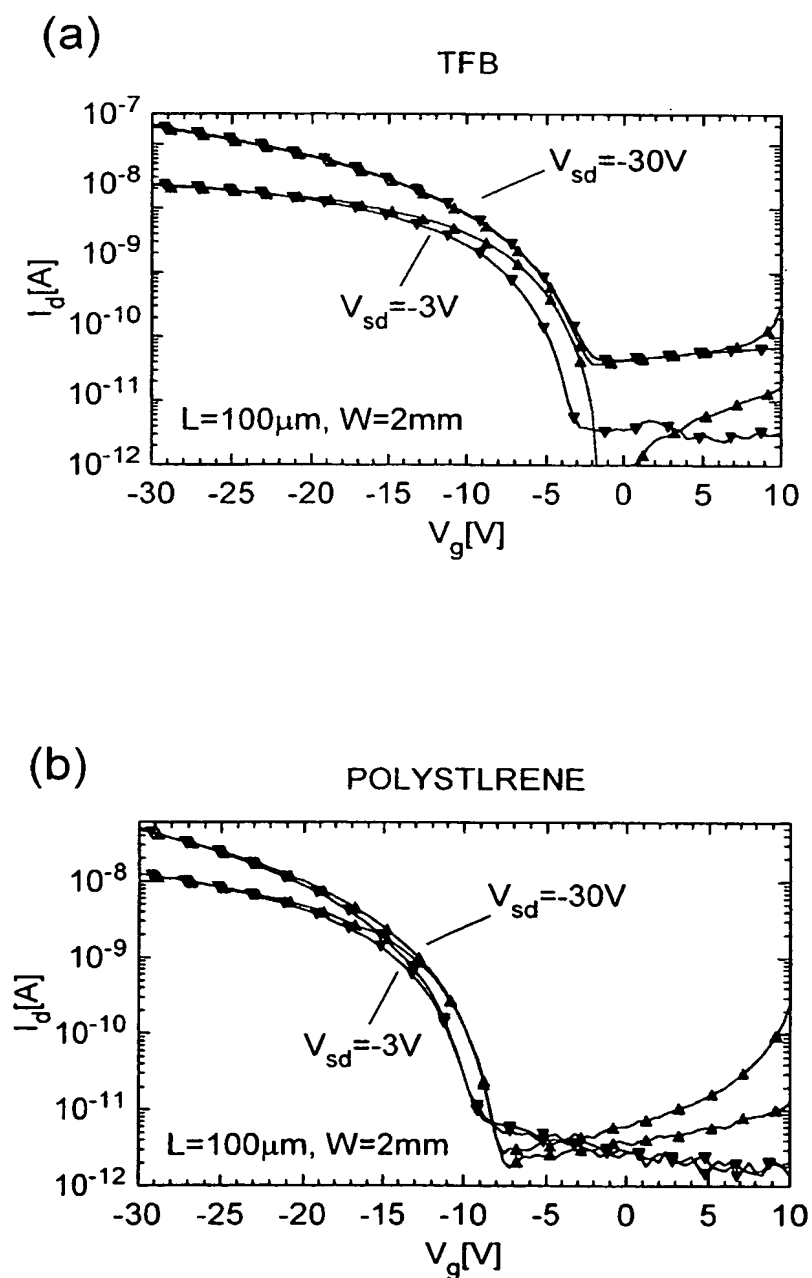 (a)
TFB
10^-7
10^-8
10^-9
10^-10
10^-11
10^-12
I_d[A]
V_sd=-30V
V_sd=-3V
L=100μm, W=2mm
-30 -25 -20 -15 -10 -5 0 5 10
V_g[V]
(b)
POLYSTLRENE
10^-8
10^-9
10^-10
10^-11
10^-12
I_d[A]
V_sd=-30V
V_sd=-3V
L=100μm, W=2mm
-30 -25 -20 -15 -10 -5 0 5 10
V_g[V]